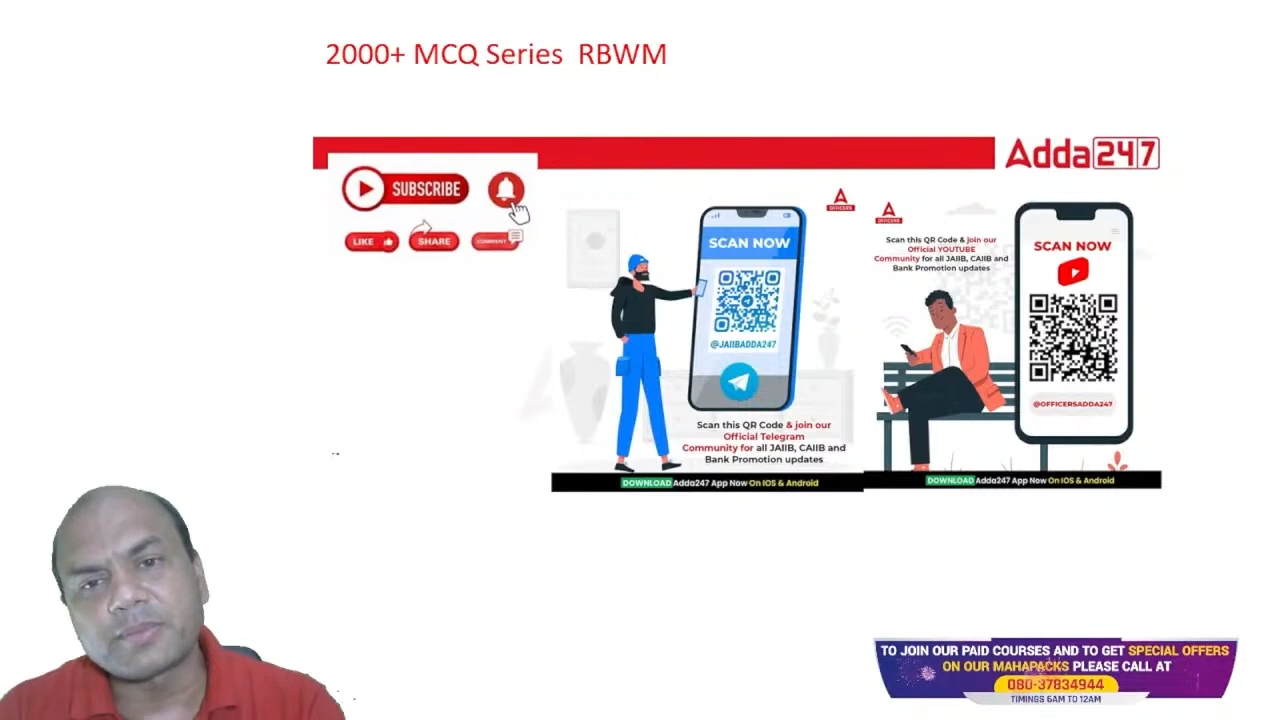 2000+ MCQ Series RBWM
Adda247
SUBSCRIBE
LIKE
SHARE
COMMENT
OFFICERS
SCAN NOW
@JAIIBADDA247
Scan this QR Code & join our
Official Telegram
Community for all JAIIB, CAIIB and
Bank Promotion updates
DOWNLOAD Adda247 App Now On IOS & Android
OFFICERS
Scan this QR Code & join our
Official YOUTUBE
Community for all JAIIB, CAIIB and
Bank Promotion updates
SCAN NOW
@OFFICERSADDA247
DOWNLOAD Adda247 App Now On IOS & Android
TO JOIN OUR PAID COURSES AND TO GET SPECIAL OFFERS
ON OUR MAHAPACKS PLEASE CALL AT
080-37834944
TIMINGS 6AM TO 12AM